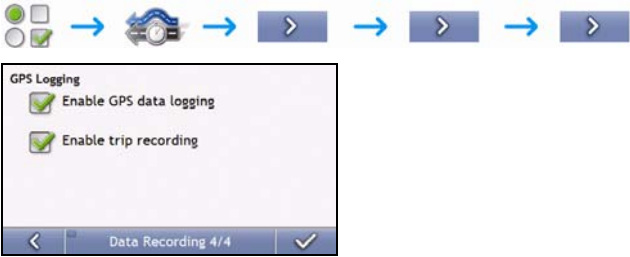 GPS Logging
Enable GPS data logging
Enable trip recording
Data Recording 4/4